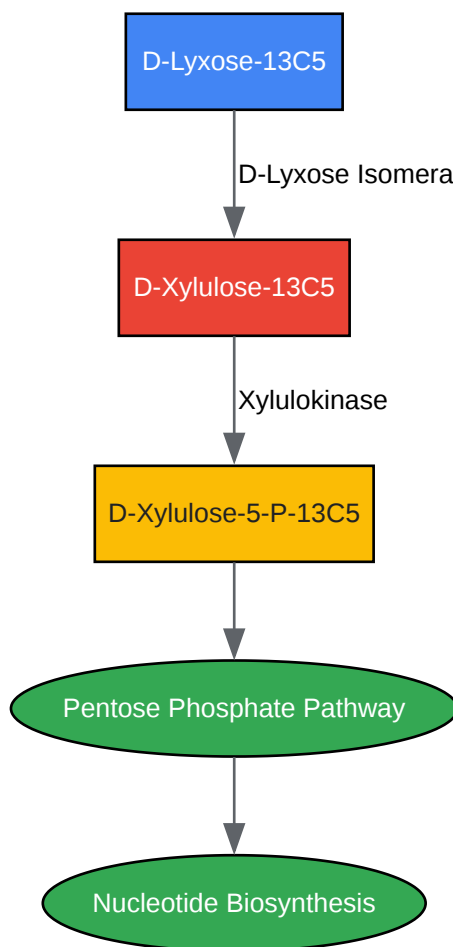 D-Lyxose-13C5
D-Lyxose Isomera
D-Xylulose-13C5
Xylulokinase
D-Xylulose-5-P-13C5
Pentose Phosphate Pathway
Nucleotide Biosynthesis